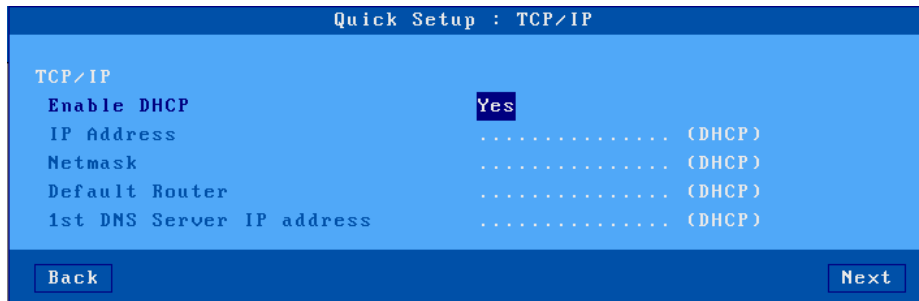 Quick Setup : TCP/IP
TCP/IP
Enable DHCP Yes
IP Address ............... (DHCP)
Netmask ............... (DHCP)
Default Router ............... (DHCP)
1st DNS Server IP address ............... (DHCP)
Back Next